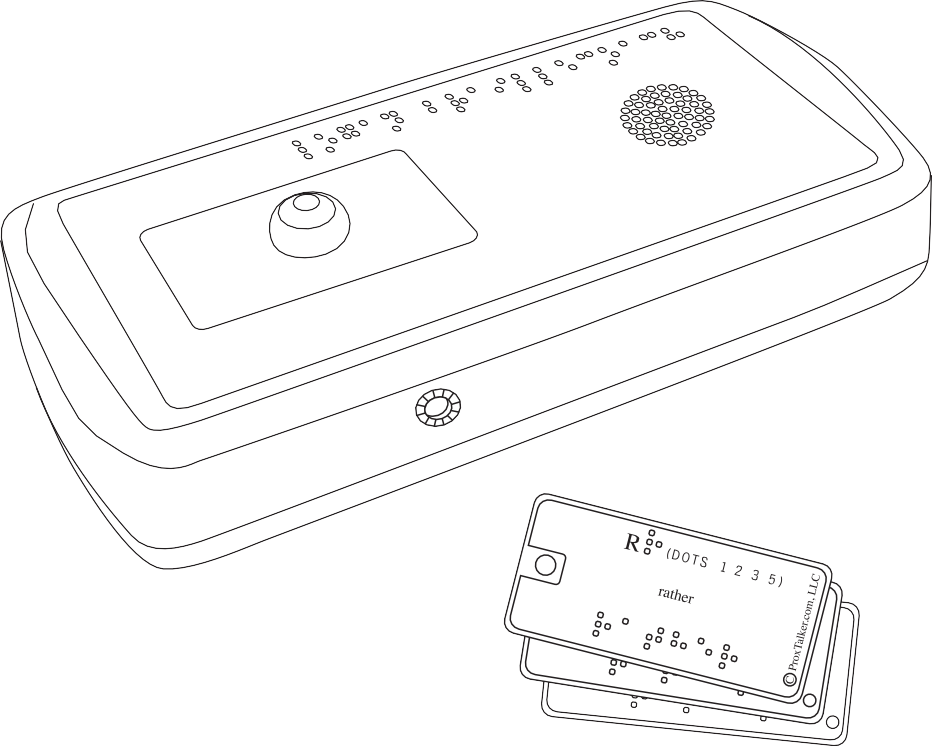 ⠇⠕⠛⠁⠝ ⠃⠗⠁⠊⠇⠇⠑⠉⠕⠁⠉⠓
R ⠗ (DOTS 1 2 3 5)
rather
⠗⠁⠞⠓⠑⠗
©ProxTalker.com, LLC